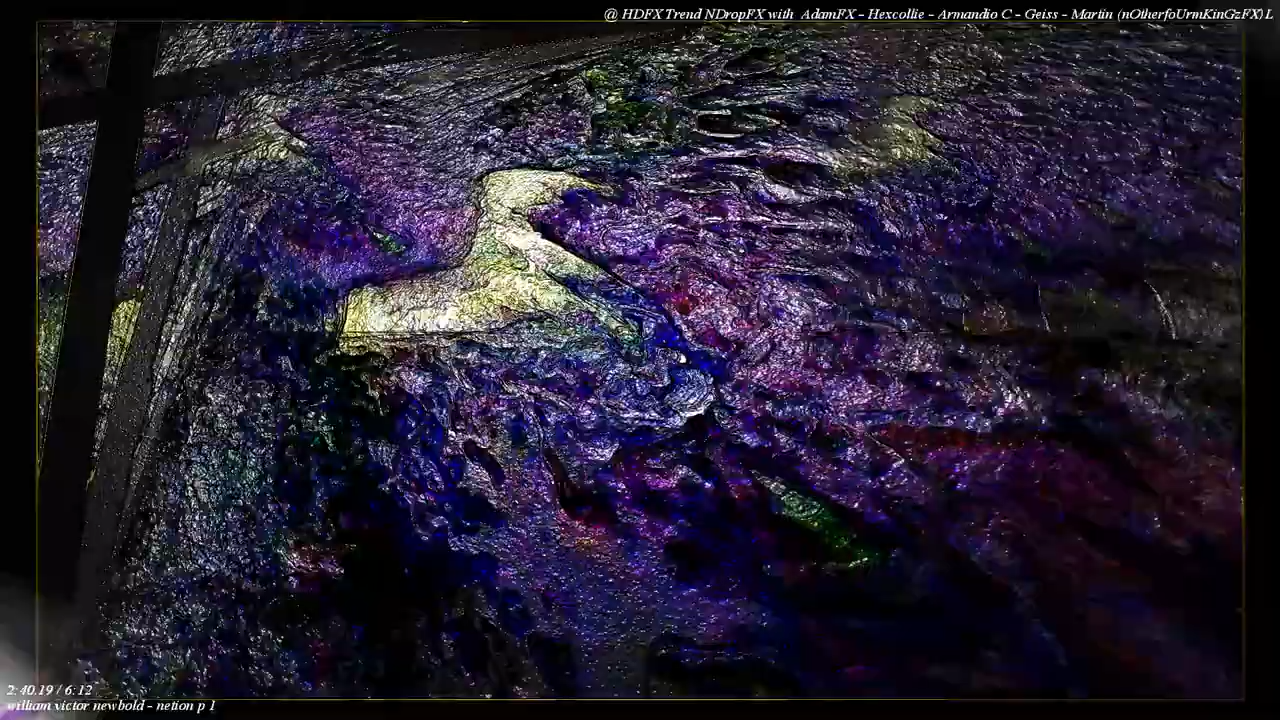 @ HDFX Trend NDropFX with  AdamFX - Hexcollie - Armandio C - Geiss - Martin (nOtherfoUrmKinGzFX) L
2:40.19 / 6:12
william victor newbold - netion p 1